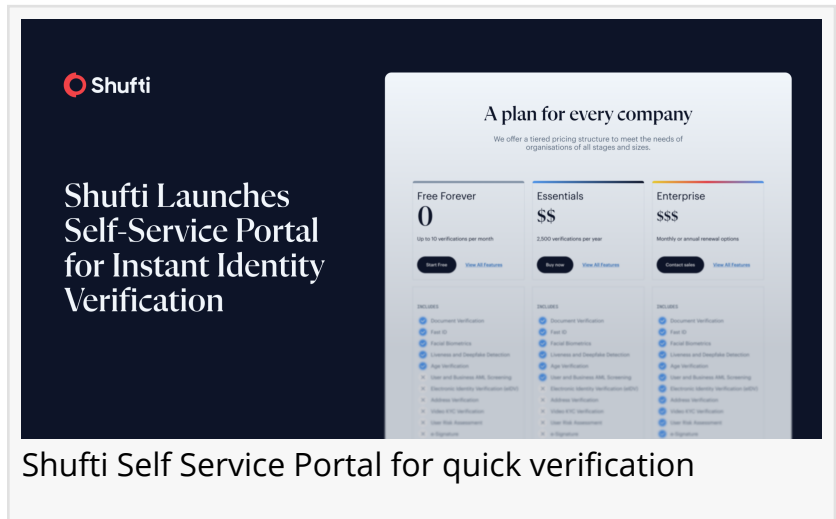 Shufti
Shufti Launches
Self-Service Portal
for Instant Identity
Verification
A plan for every company
We offer a tiered pricing structure to meet the needs of
organisations of all stages and sizes.
Free Forever
0
Up to 10 verifications per month
Start Free View All Features
INCLUDES
Document Verification
Fast ID
Facial Biometrics
Liveness and Deepfake Detection
Age Verification
User and Business AML Screening
Electronic Identity Verification (eIDV)
Address Verification
Video KYC Verification
User Risk Assessment
e-Signature
Essentials
$$
2,500 verifications per year
Buy now View All Features
INCLUDES
Document Verification
Fast ID
Facial Biometrics
Liveness and Deepfake Detection
Age Verification
User and Business AML Screening
Electronic Identity Verification (eIDV)
Address Verification
Video KYC Verification
User Risk Assessment
e-Signature
Enterprise
$$$
Monthly or annual renewal options
Contact sales View All Features
INCLUDES
Document Verification
Fast ID
Facial Biometrics
Liveness and Deepfake Detection
Age Verification
User and Business AML Screening
Electronic Identity Verification (eIDV)
Address Verification
Video KYC Verification
User Risk Assessment
e-Signature
Shufti Self Service Portal for quick verification